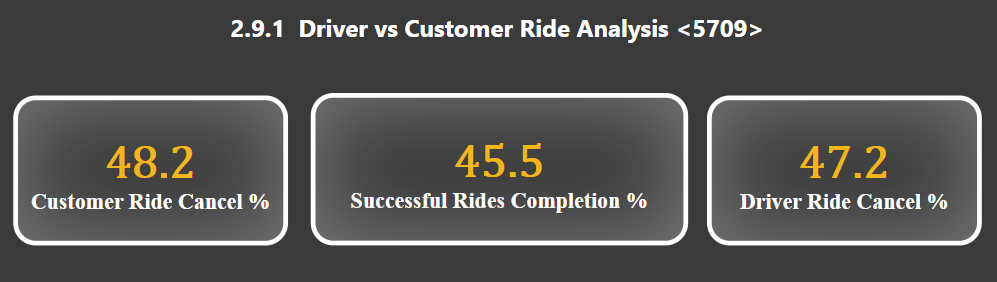 2.9.1 Driver vs Customer Ride Analysis <5709>
48.2
Customer Ride Cancel %
45.5
Successful Rides Completion %
47.2
Driver Ride Cancel %